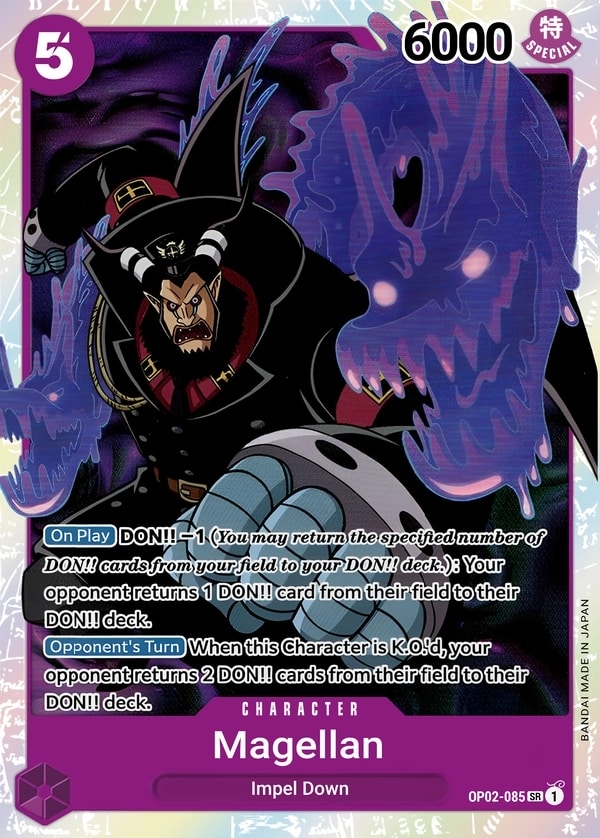 5
6000
特
SPECIAL
On Play DON!! −1 (You may return the specified number of
DON!! cards from your field to your DON!! deck.): Your
opponent returns 1 DON!! card from their field to their
DON!! deck.
Opponent's Turn When this Character is K.O.'d, your
opponent returns 2 DON!! cards from their field to their
DON!! deck.
BANDAI MADE IN JAPAN
CHARACTER
Magellan
Impel Down
OP02-085 SR 1